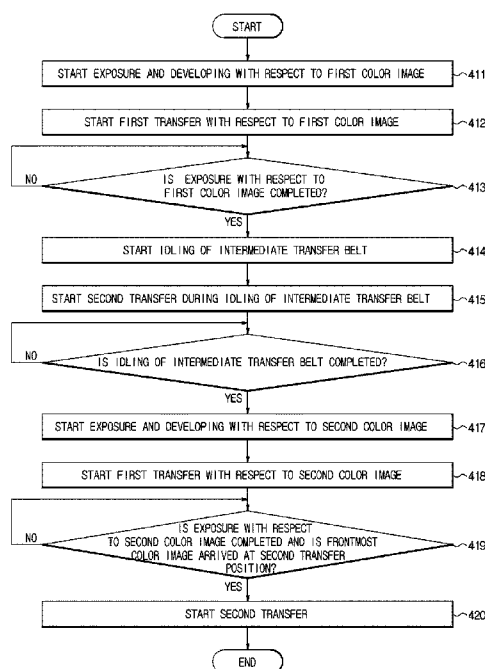 START
START EXPOSURE AND DEVELOPING WITH RESPECT TO FIRST COLOR IMAGE
411
START FIRST TRANSFER WITH RESPECT TO FIRST COLOR IMAGE
412
IS EXPOSURE WITH RESPECT TO
FIRST COLOR IMAGE COMPLETED?
NO
413
YES
START IDLING OF INTERMEDIATE TRANSFER BELT
414
START SECOND TRANSFER DURING IDLING OF INTERMEDIATE TRANSFER BELT
415
NO
IS IDLING OF INTERMEDIATE TRANSFER BELT COMPLETED?
416
YES
START EXPOSURE AND DEVELOPING WITH RESPECT TO SECOND COLOR IMAGE
417
START FIRST TRANSFER WITH RESPECT TO SECOND COLOR IMAGE
418
IS EXPOSURE WITH RESPECT
TO SECOND COLOR IMAGE COMPLETED AND IS FRONTMOST
COLOR IMAGE ARRIVED AT SECOND TRANSFER
POSITION?
NO
419
YES
START SECOND TRANSFER
420
END